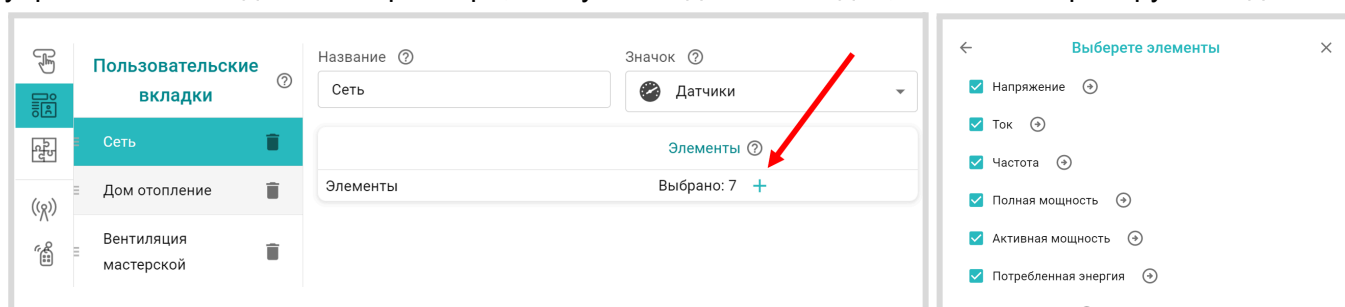 Пользовательские
вкладки
Сеть
Дом отопление
Вентиляция
мастерской
Название
Сеть
Значок
Датчики
Элементы
Элементы
Выбрано: 7 +
Выберете элементы
Напряжение
Ток
Частота
Полная мощность
Активная мощность
Потребленная энергия